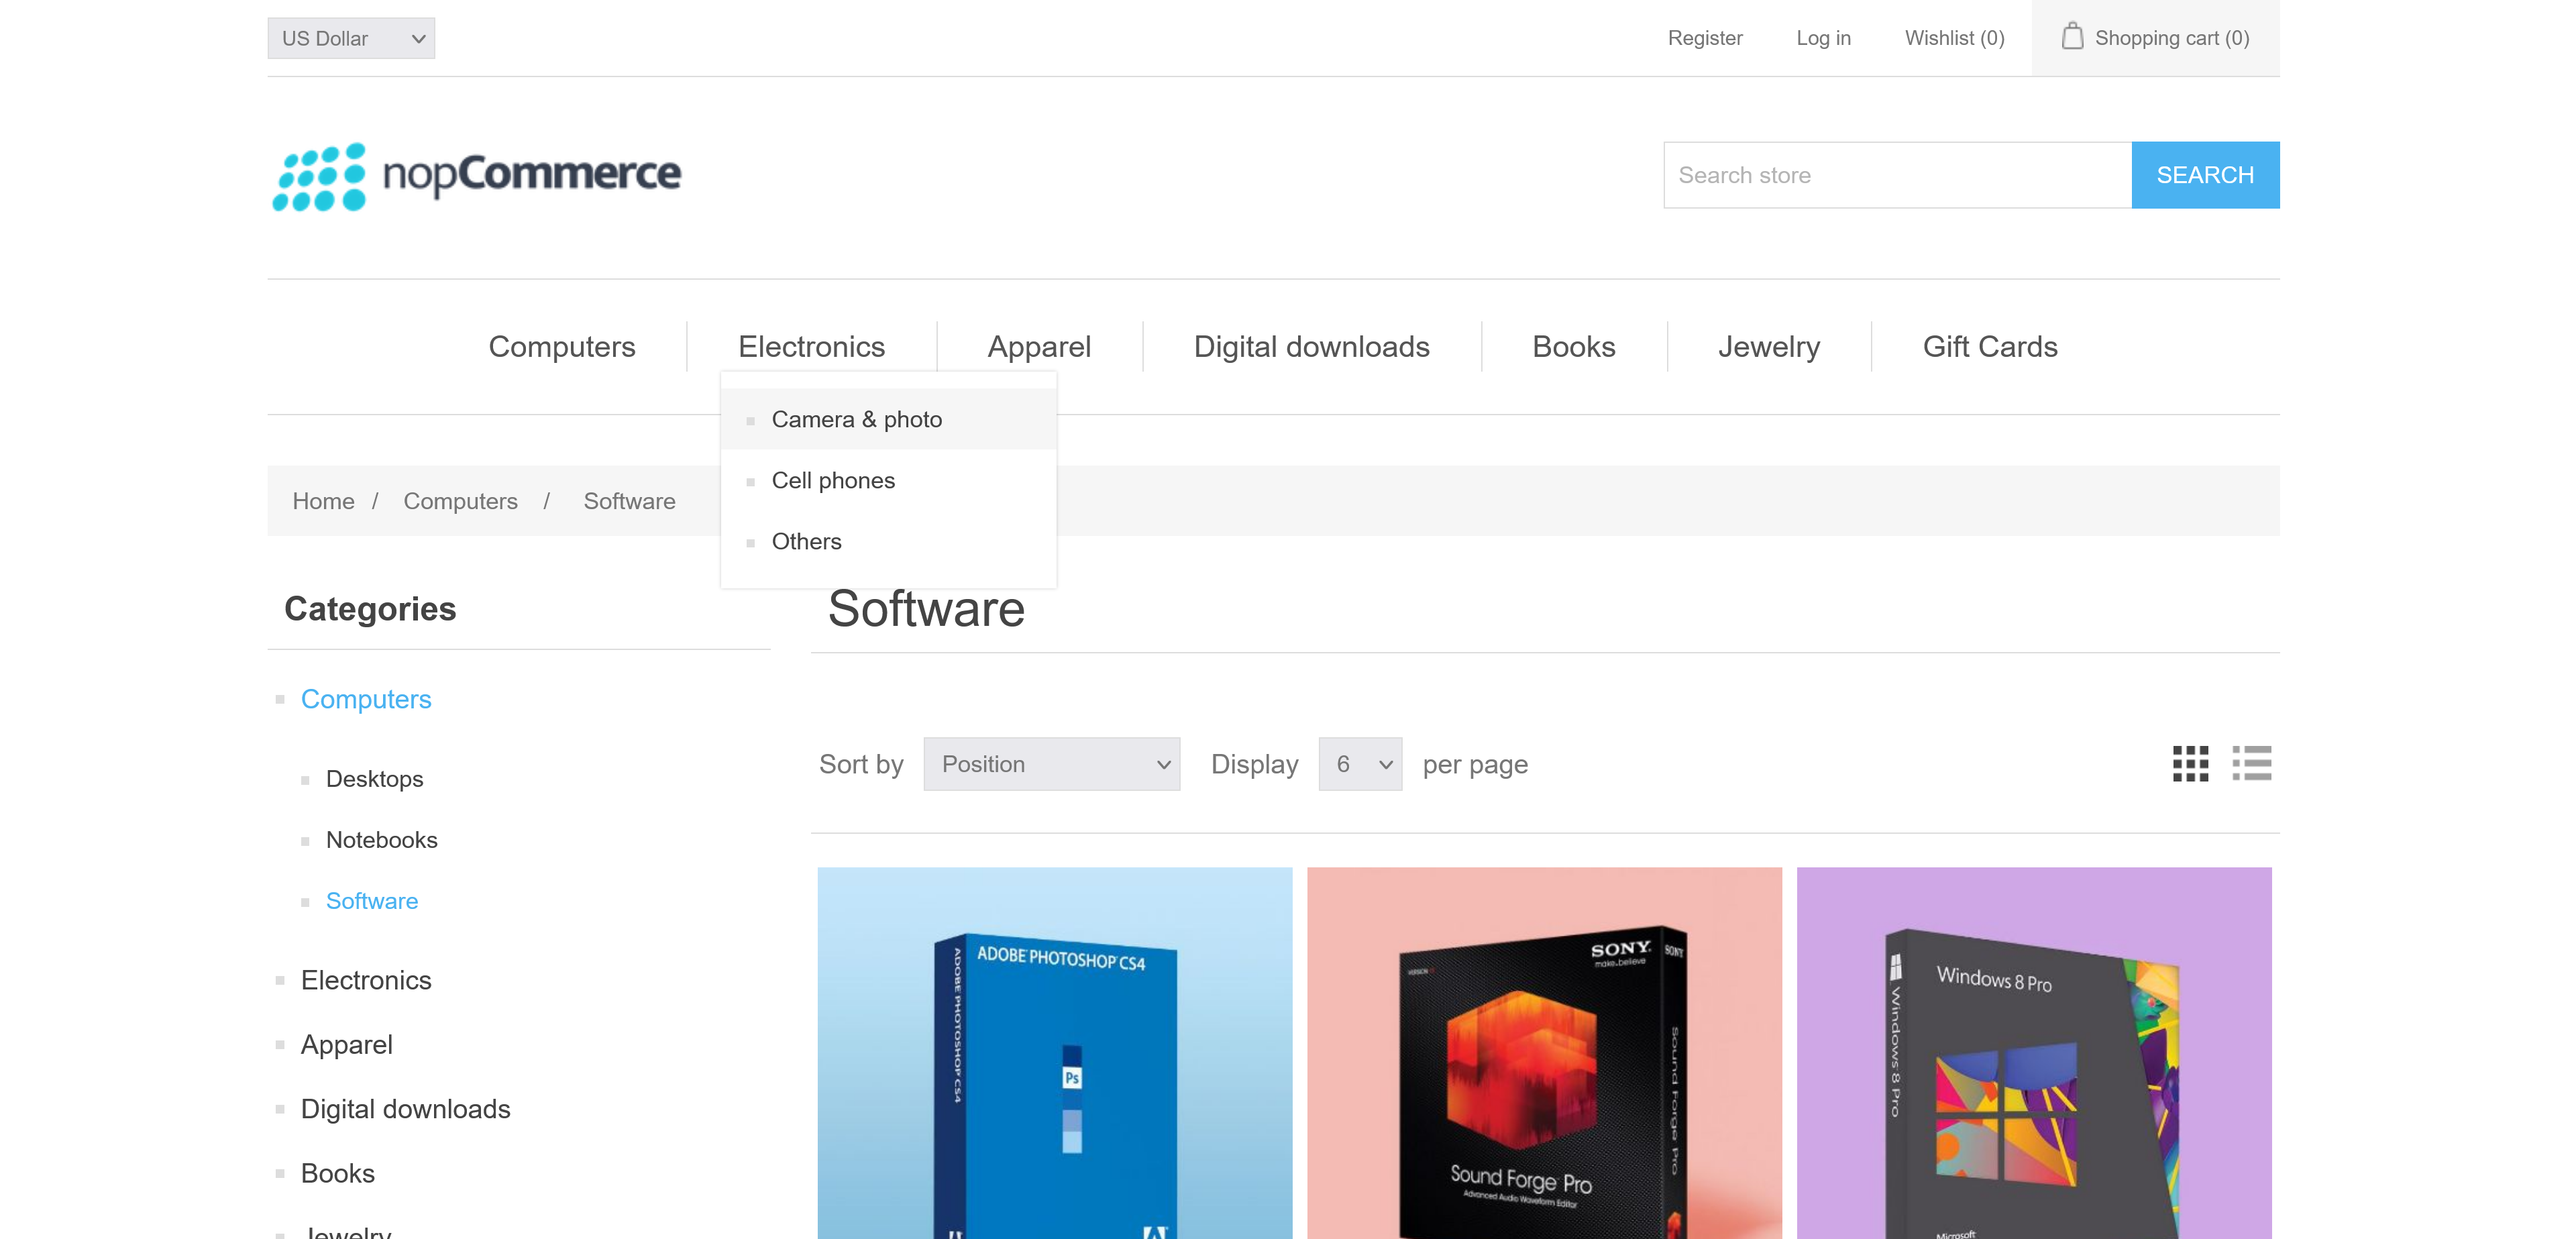 US Dollar
Register
Log in
Wishlist (0)
Shopping cart (0)
nopCommerce
Search store
SEARCH
Computers
Electronics
Apparel
Digital downloads
Books
Jewelry
Gift Cards
Camera & photo
Cell phones
Others
Home / Computers / Software
Categories
Computers
Desktops
Notebooks
Software
Electronics
Apparel
Digital downloads
Books
Jewelry
Software
Sort by Position Display 6 per page
ADOBE PHOTOSHOP CS4
ADOBE PHOTOSHOP CS4
Ps
SONY
make.believe
SONY
Sound Forge Pro
Sound Forge Pro
Advanced Audio Waveform Editor
Windows 8 Pro
Windows 8 Pro
Microsoft